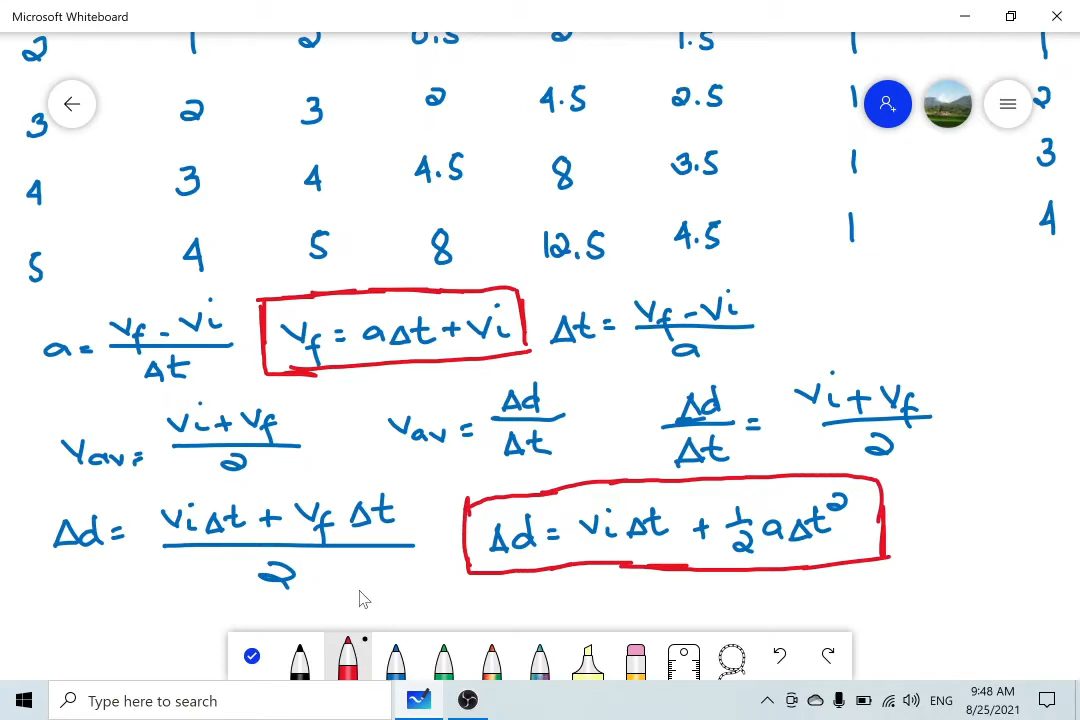 Microsoft Whiteboard
2 1 2 0.5 2 1.5 1 1
3 2 3 2 4.5 2.5 1 2
4 3 4 4.5 8 3.5 1 3
5 4 5 8 12.5 4.5 1 4
a = (vf - vi)/Δt vf = aΔt + vi Δt = (vf - vi)/a
vav = (vi + vf)/2 vav = Δd/Δt Δd/Δt = (vi + vf)/2
Δd = (viΔt + vf Δt)/2 Δd = viΔt + ½ aΔt²
Type here to search
ENG
9:48 AM
8/25/2021